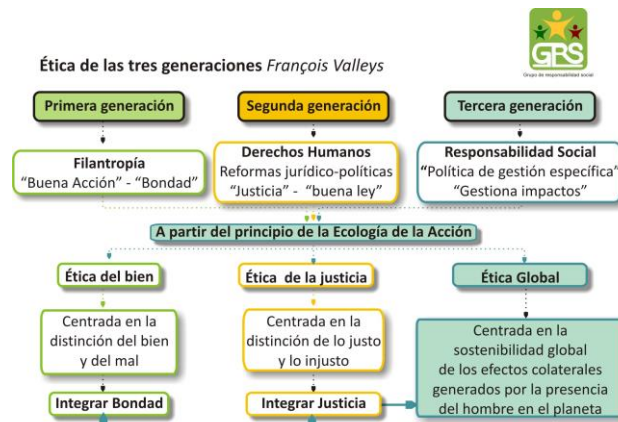 GRS
Grupo de responsabilidad social
Ética de las tres generaciones François Valleys
Primera generación
Segunda generación
Tercera generación
Filantropía
“Buena Acción” - “Bondad”
Derechos Humanos
Reformas jurídico-políticas
“Justicia” - “buena ley”
Responsabilidad Social
“Política de gestión específica”
“Gestiona impactos”
A partir del principio de la Ecología de la Acción
Ética del bien
Ética de la justicia
Ética Global
Centrada en la
distinción del bien
y del mal
Centrada en la
distinción de lo justo
y lo injusto
Centrada en la
sostenibilidad global
de los efectos colaterales
generados por la presencia
del hombre en el planeta
Integrar Bondad
Integrar Justicia